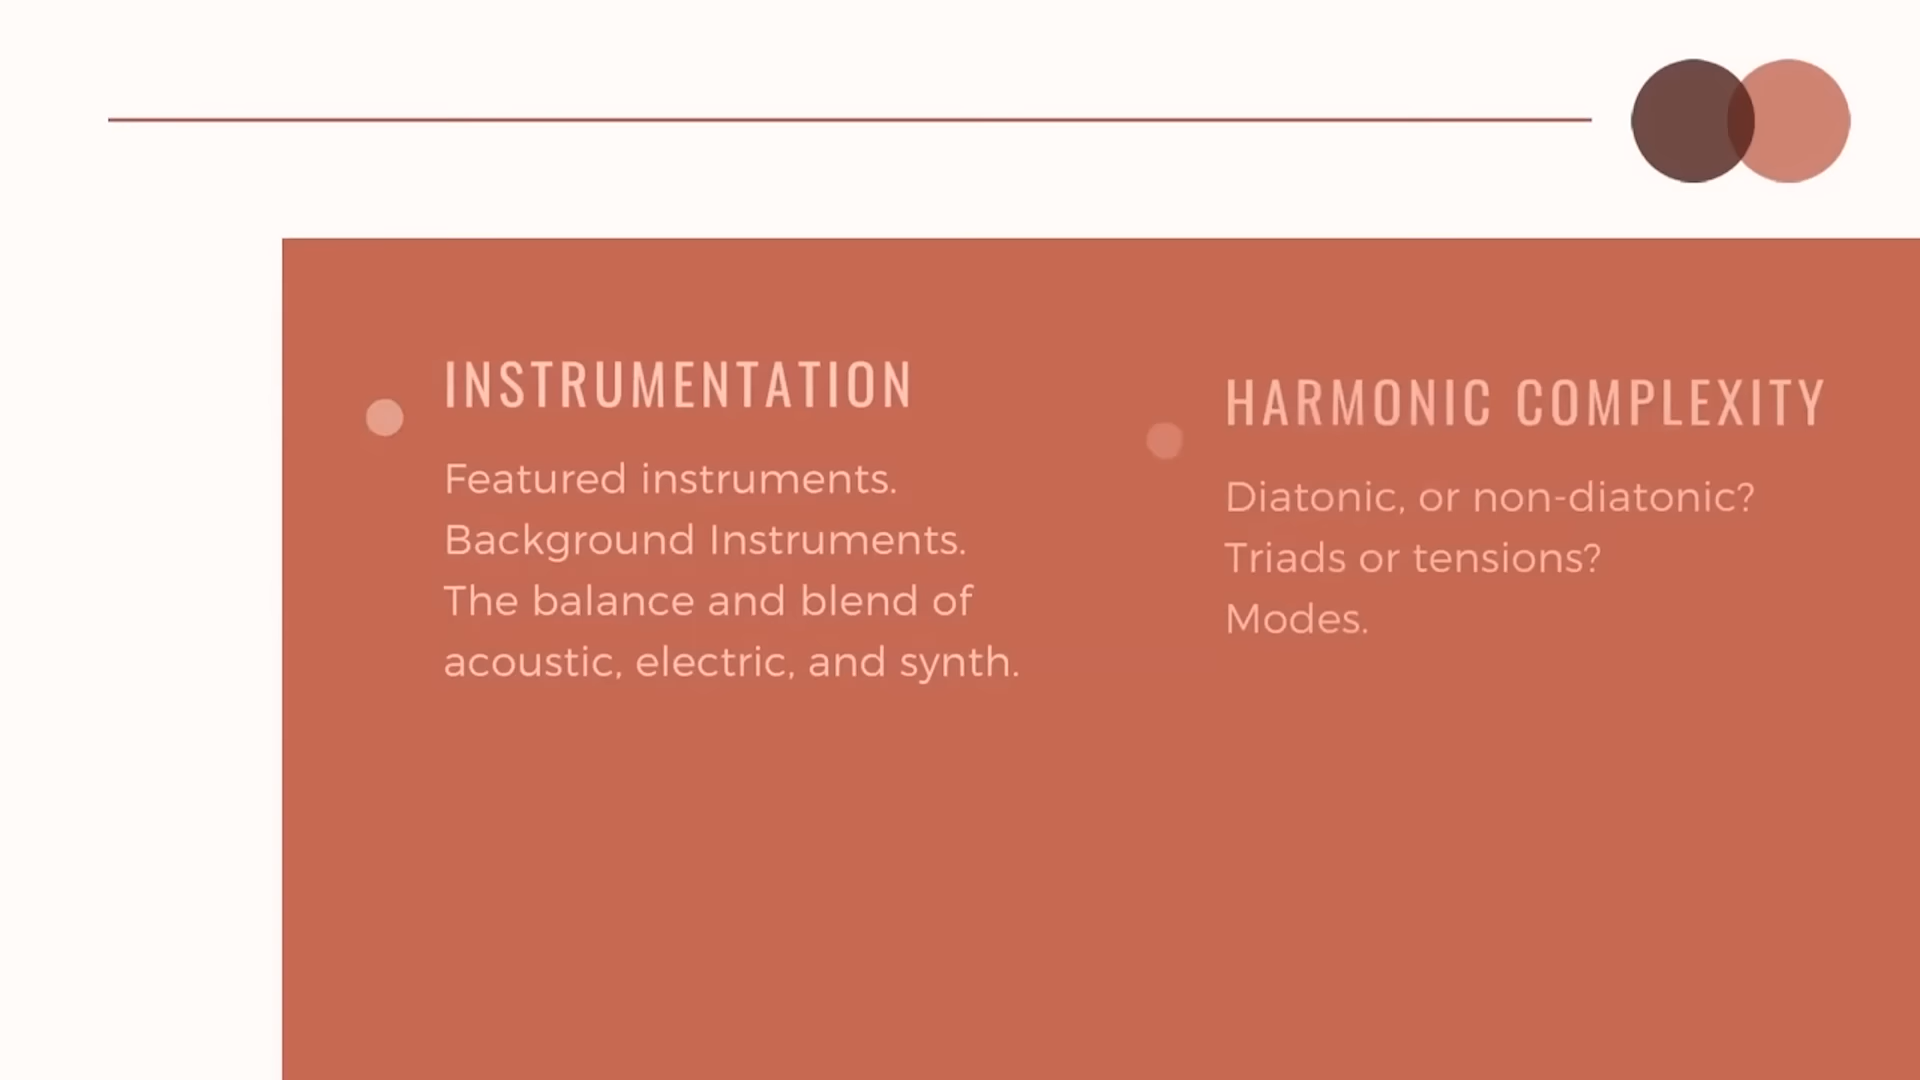 INSTRUMENTATION
Featured instruments.
Background Instruments.
The balance and blend of
acoustic, electric, and synth.
HARMONIC COMPLEXITY
Diatonic, or non-diatonic?
Triads or tensions?
Modes.